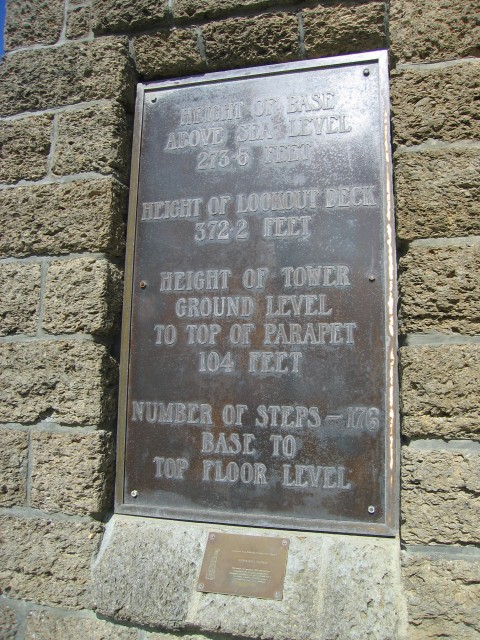 HEIGHT OF BASE
ABOVE SEA LEVEL
273·6 FEET
HEIGHT OF LOOKOUT DECK
372·2 FEET
HEIGHT OF TOWER
GROUND LEVEL
TO TOP OF PARAPET
104 FEET
NUMBER OF STEPS - 176
BASE TO
TOP FLOOR LEVEL